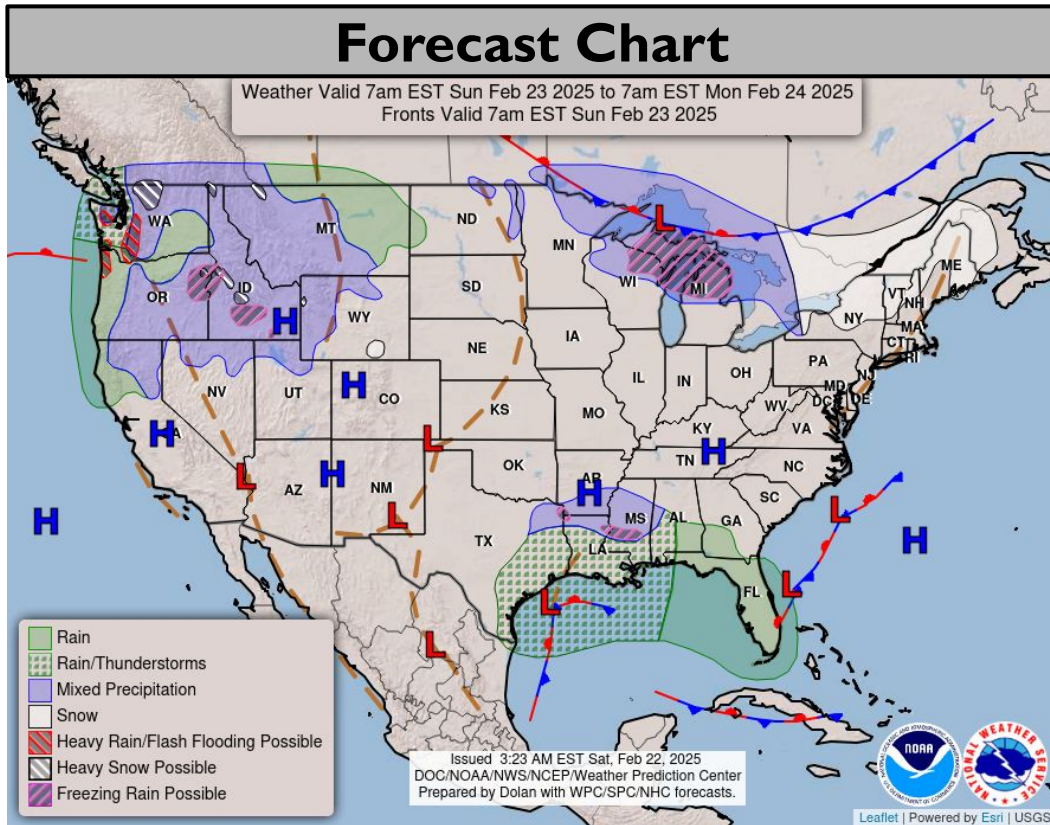 Forecast Chart
Weather Valid 7am EST Sun Feb 23 2025 to 7am EST Mon Feb 24 2025
Fronts Valid 7am EST Sun Feb 23 2025
WA
MT
ND
MN
ME
OR
ID
SD
WI
MI
VT
NH
NY
MA
CT
RI
WY
IA
NE
PA
NJ
NV
UT
CO
IL
IN
OH
MD
DE
DC
KS
MO
WV
VA
KY
TN
NC
OK
AR
AZ
NM
SC
MS
AL
GA
TX
LA
FL
H
H
H
H
H
H
H
H
L
L
L
L
L
L
L
L
Rain
Rain/Thunderstorms
Mixed Precipitation
Snow
Heavy Rain/Flash Flooding Possible
Heavy Snow Possible
Freezing Rain Possible
Issued 3:23 AM EST Sat, Feb 22, 2025
DOC/NOAA/NWS/NCEP/Weather Prediction Center
Prepared by Dolan with WPC/SPC/NHC forecasts.
NOAA
NATIONAL WEATHER SERVICE
Leaflet | Powered by Esri | USGS